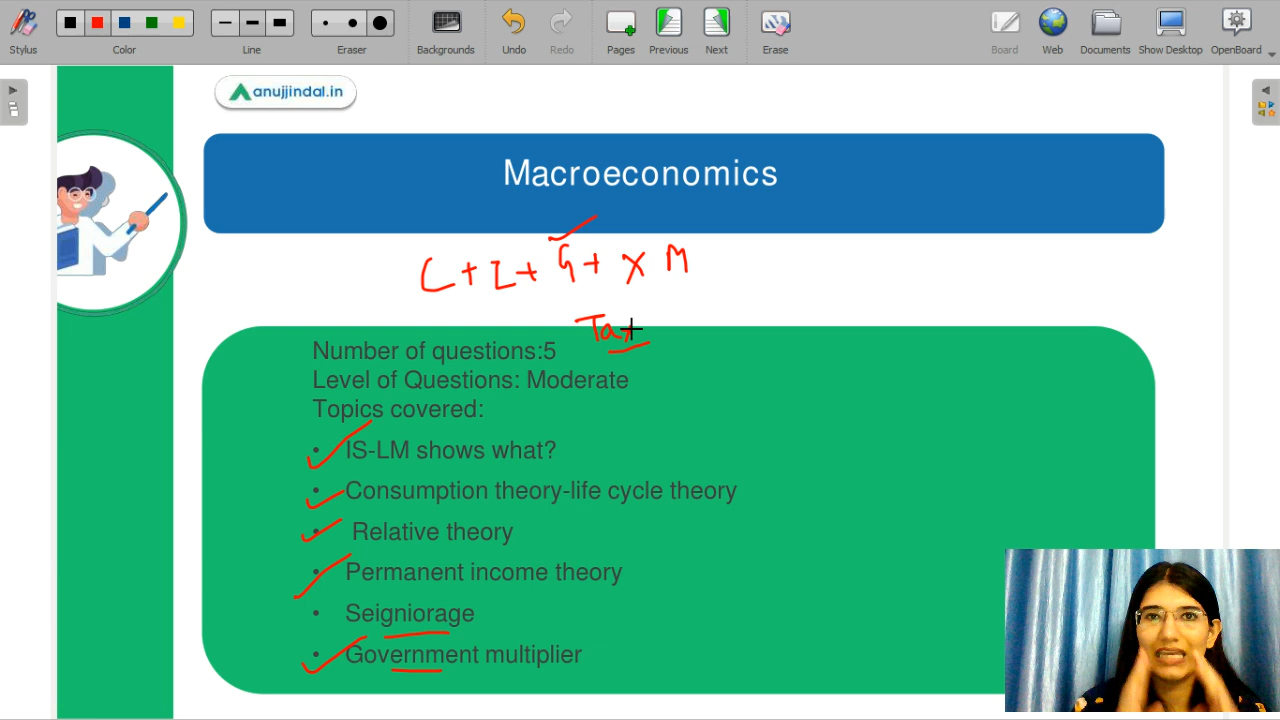 Stylus
Color
Line
Eraser
Backgrounds
Undo
Redo
Pages
Previous
Next
Erase
Board
Web
Documents
Show Desktop
OpenBoard
anujjindal.in
Macroeconomics
C + I + G + X M
Tax
Number of questions:5
Level of Questions: Moderate
Topics covered:
• IS-LM shows what?
• Consumption theory-life cycle theory
• Relative theory
• Permanent income theory
• Seigniorage
• Government multiplier